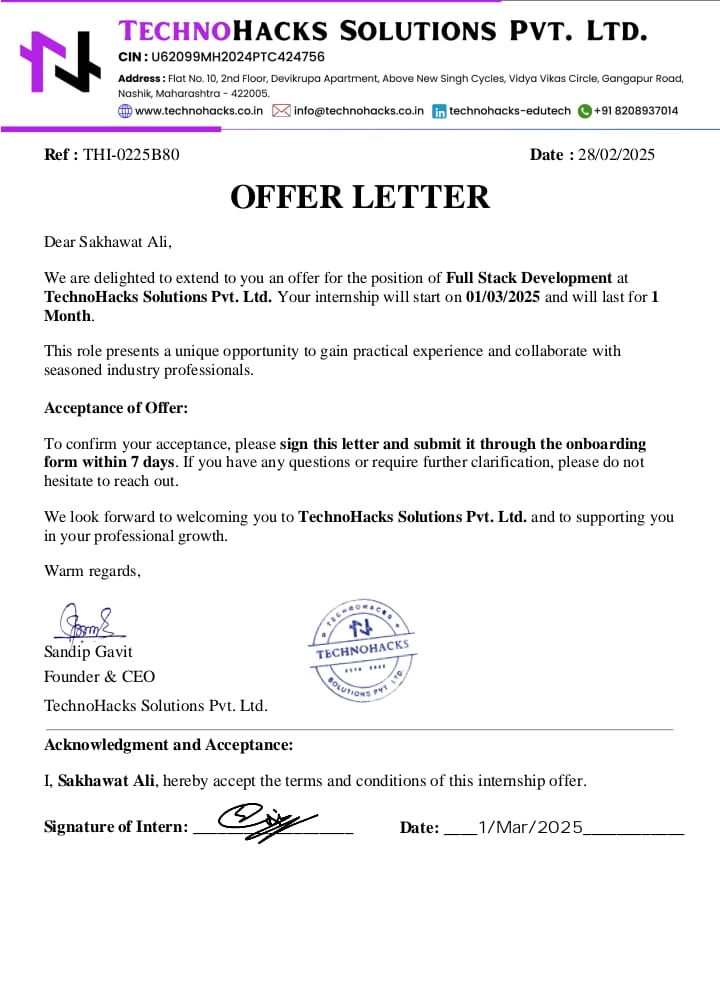 TECHNOHACKS SOLUTIONS PVT. LTD.
CIN : U62099MH2024PTC424756
Address : Flat No. 10, 2nd Floor, Devikrupa Apartment, Above New Singh Cycles, Vidya Vikas Circle, Gangapur Road,
Nashik, Maharashtra - 422005.
www.technohacks.co.in info@technohacks.co.in technohacks-edutech +91 8208937014
Ref : THI-0225B80 Date : 28/02/2025
OFFER LETTER
Dear Sakhawat Ali,
We are delighted to extend to you an offer for the position of Full Stack Development at
TechnoHacks Solutions Pvt. Ltd. Your internship will start on 01/03/2025 and will last for 1
Month.
This role presents a unique opportunity to gain practical experience and collaborate with
seasoned industry professionals.
Acceptance of Offer:
To confirm your acceptance, please sign this letter and submit it through the onboarding
form within 7 days. If you have any questions or require further clarification, please do not
hesitate to reach out.
We look forward to welcoming you to TechnoHacks Solutions Pvt. Ltd. and to supporting you
in your professional growth.
Warm regards,
TECHNOHACKS
TECHNOHACKS
SOLUTIONS PVT. LTD.
Sandip Gavit
Founder & CEO
TechnoHacks Solutions Pvt. Ltd.
Acknowledgment and Acceptance:
I, Sakhawat Ali, hereby accept the terms and conditions of this internship offer.
Signature of Intern: ____________________ Date: ____1/Mar/2025____________